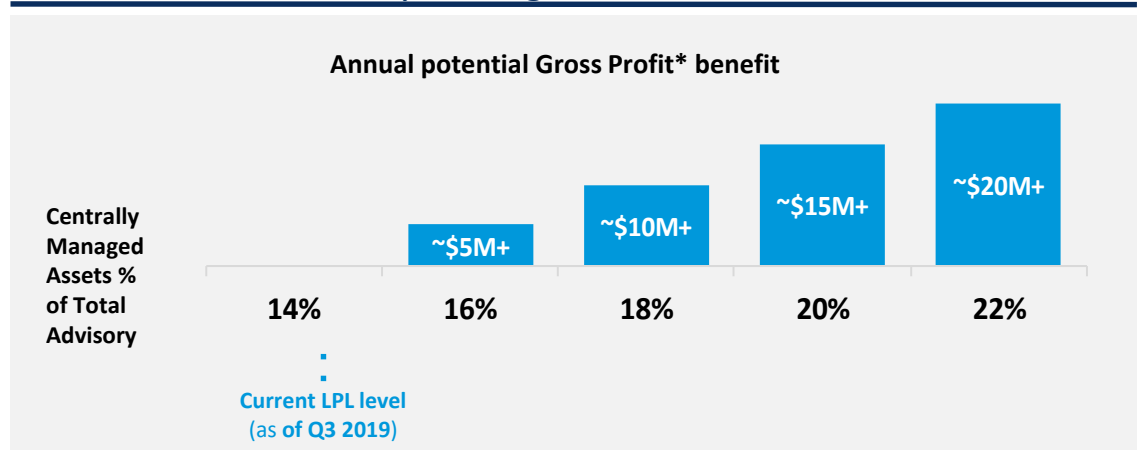 Annual potential Gross Profit* benefit
~$20M+
~$15M+
~$10M+
~$5M+
Centrally
Managed
Assets %
of Total
Advisory
14% 16% 18% 20% 22%
Current LPL level
(as of Q3 2019)